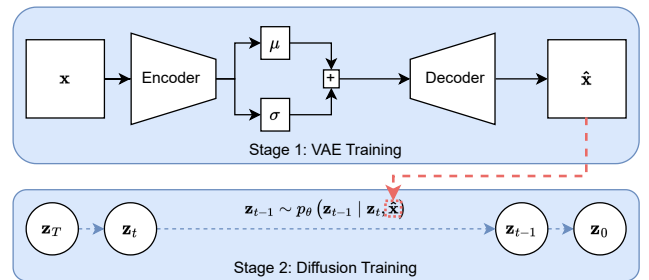 x
Encoder
μ
σ
+
Decoder
x̂
Stage 1: VAE Training
z_{t−1} ∼ p_θ (z_{t−1} | z_t, x̂)
z_T
z_t
z_{t−1}
z_0
Stage 2: Diffusion Training